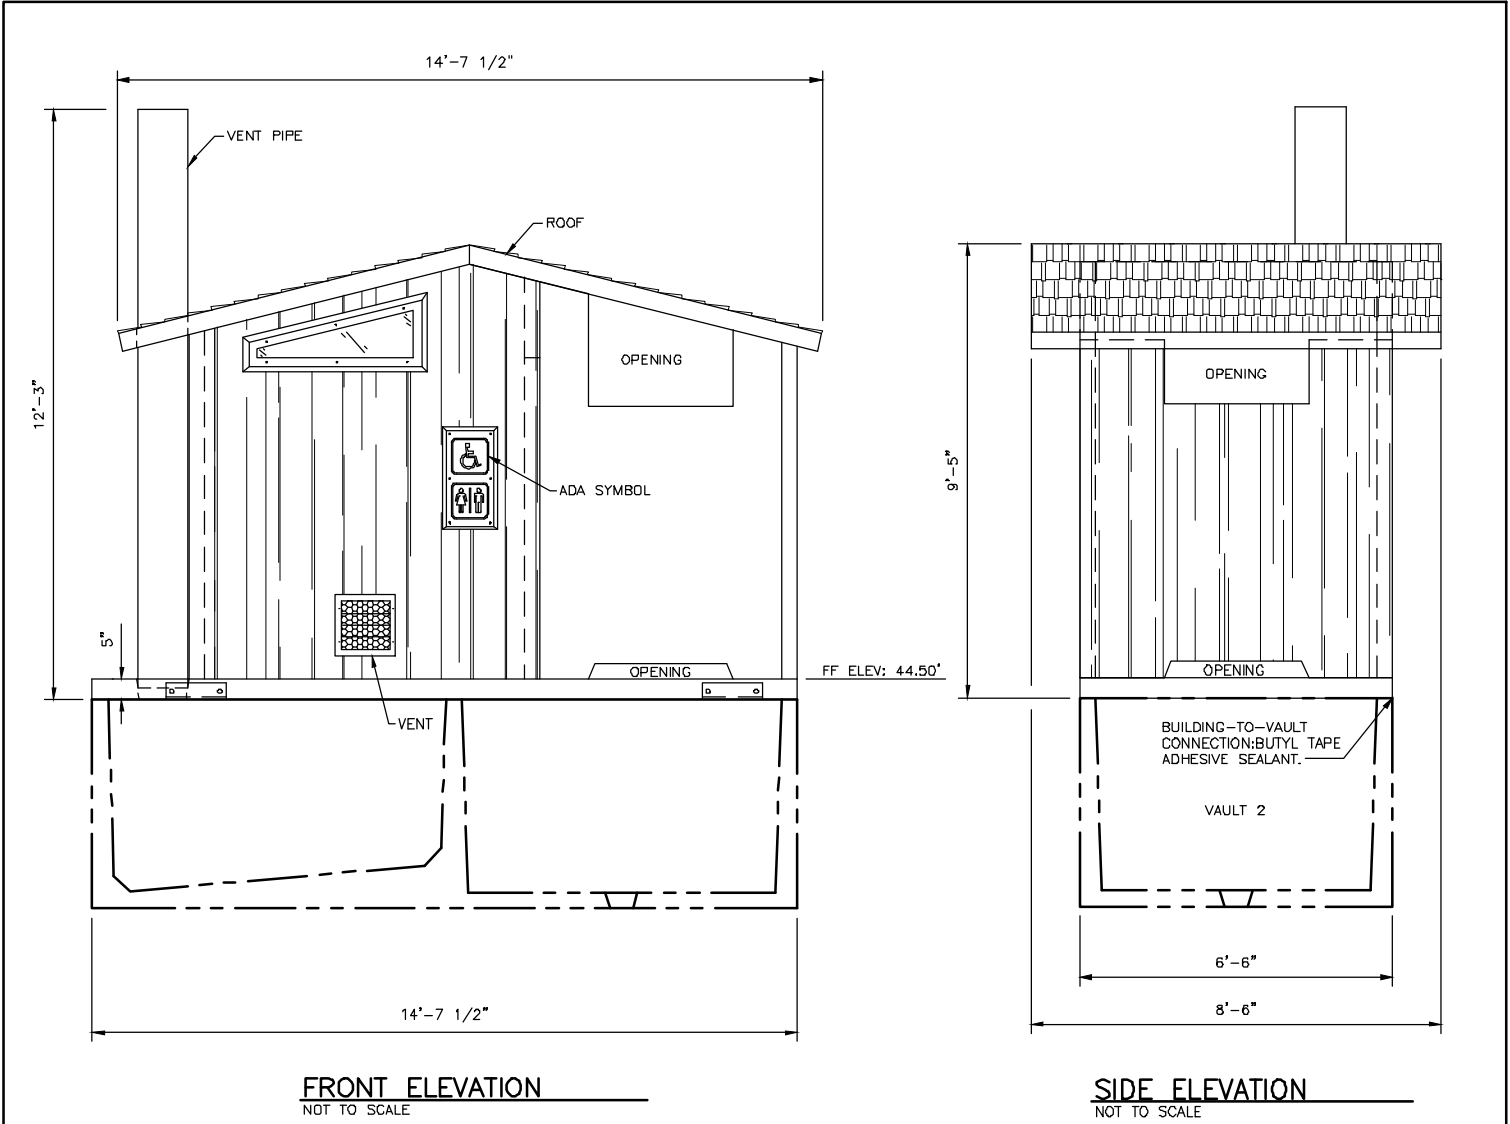 14'-7 1/2"
VENT PIPE
ROOF
12'-3"
OPENING
ADA SYMBOL
5"
OPENING
FF ELEV: 44.50'
VENT
14'-7 1/2"
FRONT ELEVATION
NOT TO SCALE
OPENING
9'-5"
OPENING
BUILDING-TO-VAULT
CONNECTION:BUTYL TAPE
ADHESIVE SEALANT.
VAULT 2
6'-6"
8'-6"
SIDE ELEVATION
NOT TO SCALE